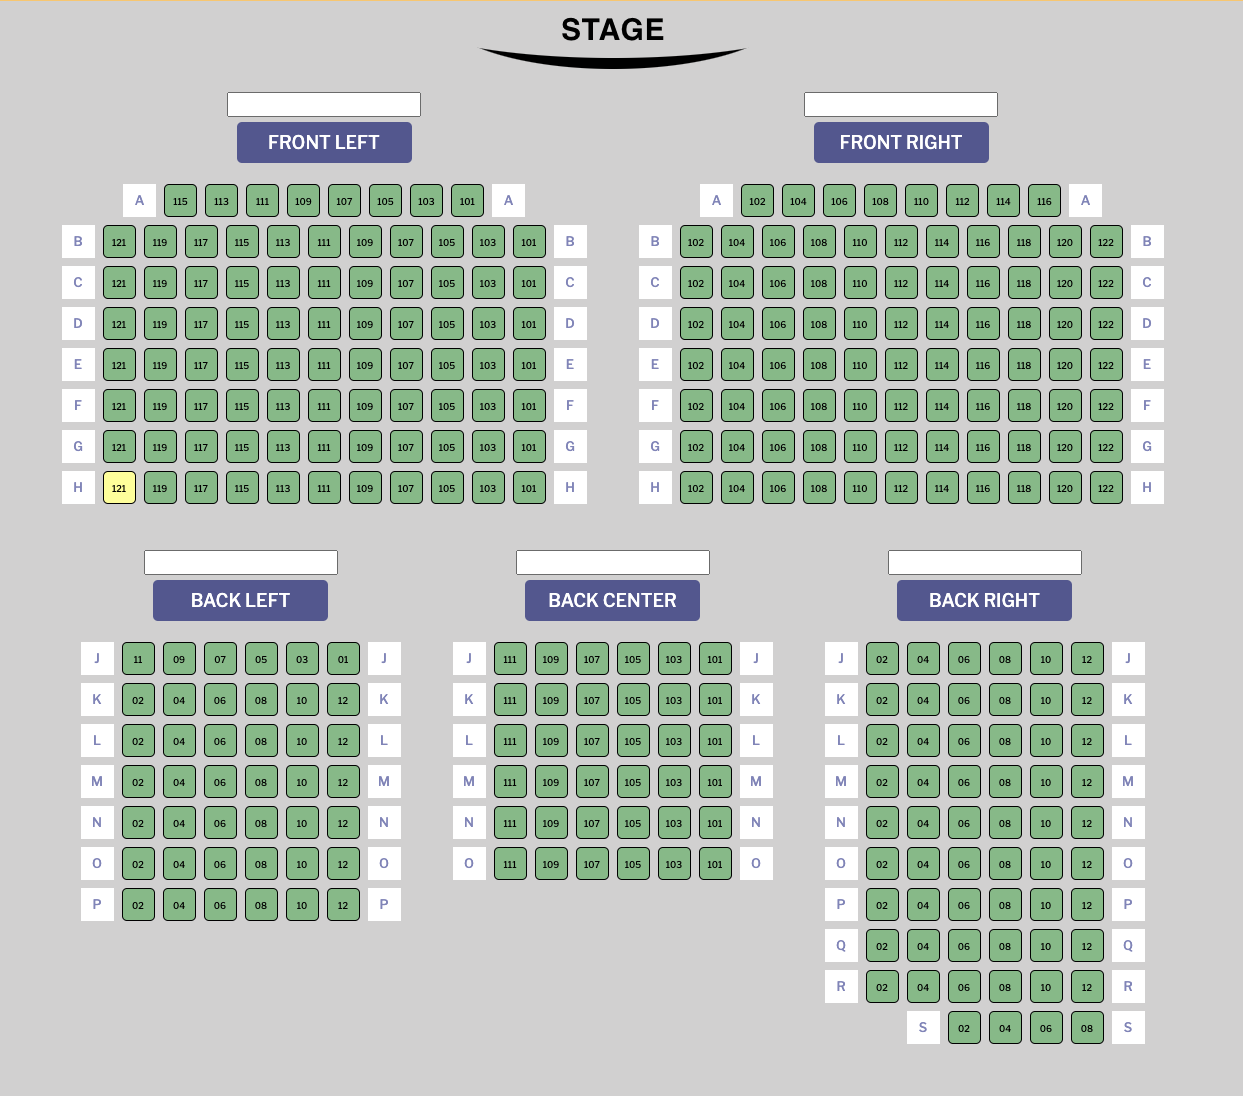 STAGE
FRONT LEFT
A 115 113 111 109 107 105 103 101 A
B 121 119 117 115 113 111 109 107 105 103 101 B
C 121 119 117 115 113 111 109 107 105 103 101 C
D 121 119 117 115 113 111 109 107 105 103 101 D
E 121 119 117 115 113 111 109 107 105 103 101 E
F 121 119 117 115 113 111 109 107 105 103 101 F
G 121 119 117 115 113 111 109 107 105 103 101 G
H 121 119 117 115 113 111 109 107 105 103 101 H
FRONT RIGHT
A 102 104 106 108 110 112 114 116 A
B 102 104 106 108 110 112 114 116 118 120 122 B
C 102 104 106 108 110 112 114 116 118 120 122 C
D 102 104 106 108 110 112 114 116 118 120 122 D
E 102 104 106 108 110 112 114 116 118 120 122 E
F 102 104 106 108 110 112 114 116 118 120 122 F
G 102 104 106 108 110 112 114 116 118 120 122 G
H 102 104 106 108 110 112 114 116 118 120 122 H
BACK LEFT
J 11 09 07 05 03 01 J
K 02 04 06 08 10 12 K
L 02 04 06 08 10 12 L
M 02 04 06 08 10 12 M
N 02 04 06 08 10 12 N
O 02 04 06 08 10 12 O
P 02 04 06 08 10 12 P
BACK CENTER
J 111 109 107 105 103 101 J
K 111 109 107 105 103 101 K
L 111 109 107 105 103 101 L
M 111 109 107 105 103 101 M
N 111 109 107 105 103 101 N
O 111 109 107 105 103 101 O
BACK RIGHT
J 02 04 06 08 10 12 J
K 02 04 06 08 10 12 K
L 02 04 06 08 10 12 L
M 02 04 06 08 10 12 M
N 02 04 06 08 10 12 N
O 02 04 06 08 10 12 O
P 02 04 06 08 10 12 P
Q 02 04 06 08 10 12 Q
R 02 04 06 08 10 12 R
S 02 04 06 08 S